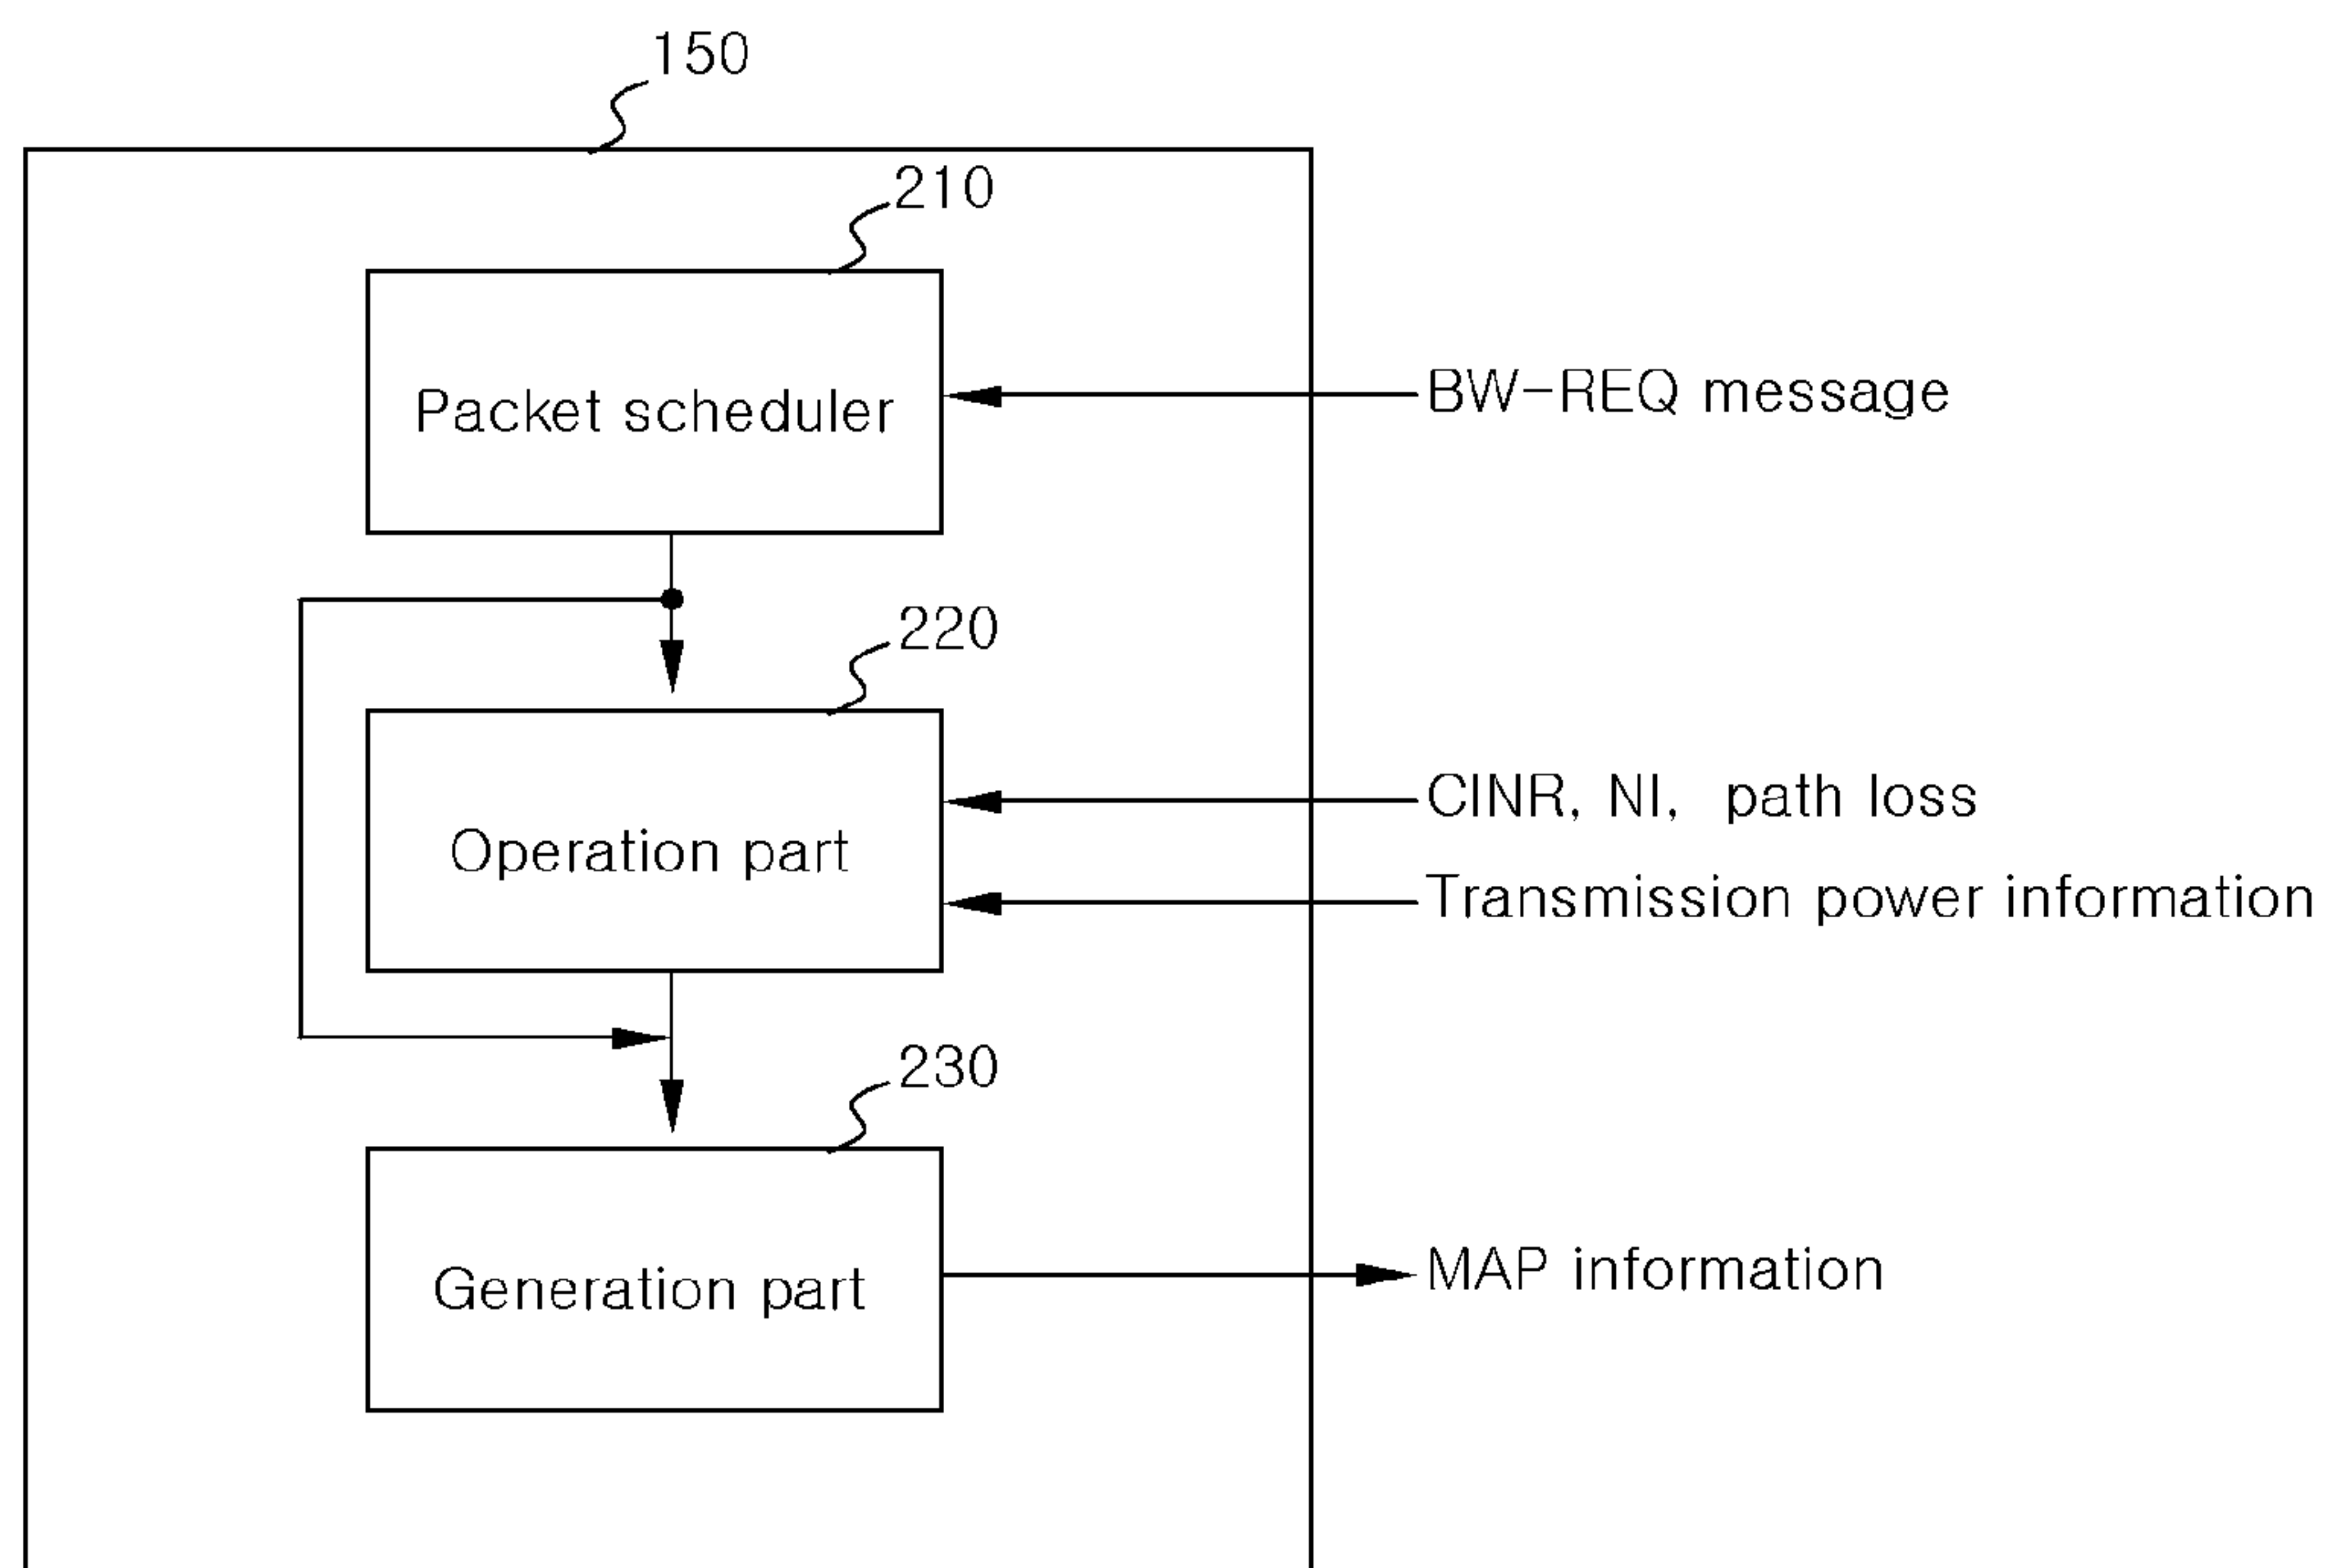 150
210
Packet scheduler
BW-REQ message
220
Operation part
CINR, NI, path loss
Transmission power information
230
Generation part
MAP information